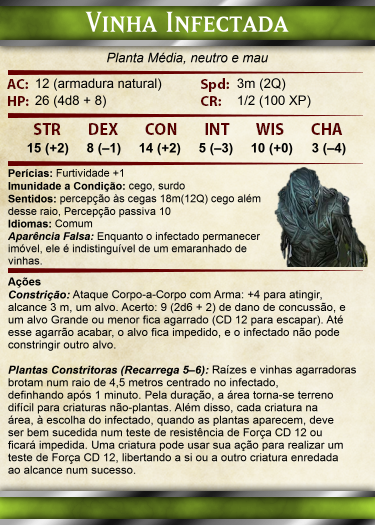 VINHA INFECTADA
Planta Média, neutro e mau
AC: 12 (armadura natural) Spd: 3m (2Q)
HP: 26 (4d8 + 8) CR: 1/2 (100 XP)
STR DEX CON INT WIS CHA
15 (+2) 8 (–1) 14 (+2) 5 (–3) 10 (+0) 3 (–4)
Perícias: Furtividade +1
Imunidade a Condição: cego, surdo
Sentidos: percepção às cegas 18m(12Q) cego além
desse raio, Percepção passiva 10
Idiomas: Comum
Aparência Falsa: Enquanto o infectado permanecer
imóvel, ele é indistinguível de um emaranhado de
vinhas.
Ações
Constrição: Ataque Corpo-a-Corpo com Arma: +4 para atingir,
alcance 3 m, um alvo. Acerto: 9 (2d6 + 2) de dano de concussão, e
um alvo Grande ou menor fica agarrado (CD 12 para escapar). Até
esse agarrão acabar, o alvo fica impedido, e o infectado não pode
constringir outro alvo.
Plantas Constritoras (Recarrega 5–6): Raízes e vinhas agarradoras
brotam num raio de 4,5 metros centrado no infectado,
definhando após 1 minuto. Pela duração, a área torna-se terreno
difícil para criaturas não-plantas. Além disso, cada criatura na
área, à escolha do infectado, quando as plantas aparecem, deve
ser bem sucedida num teste de resistência de Força CD 12 ou
ficará impedida. Uma criatura pode usar sua ação para realizar um
teste de Força CD 12, libertando a si ou a outro criatura enredada
ao alcance num sucesso.